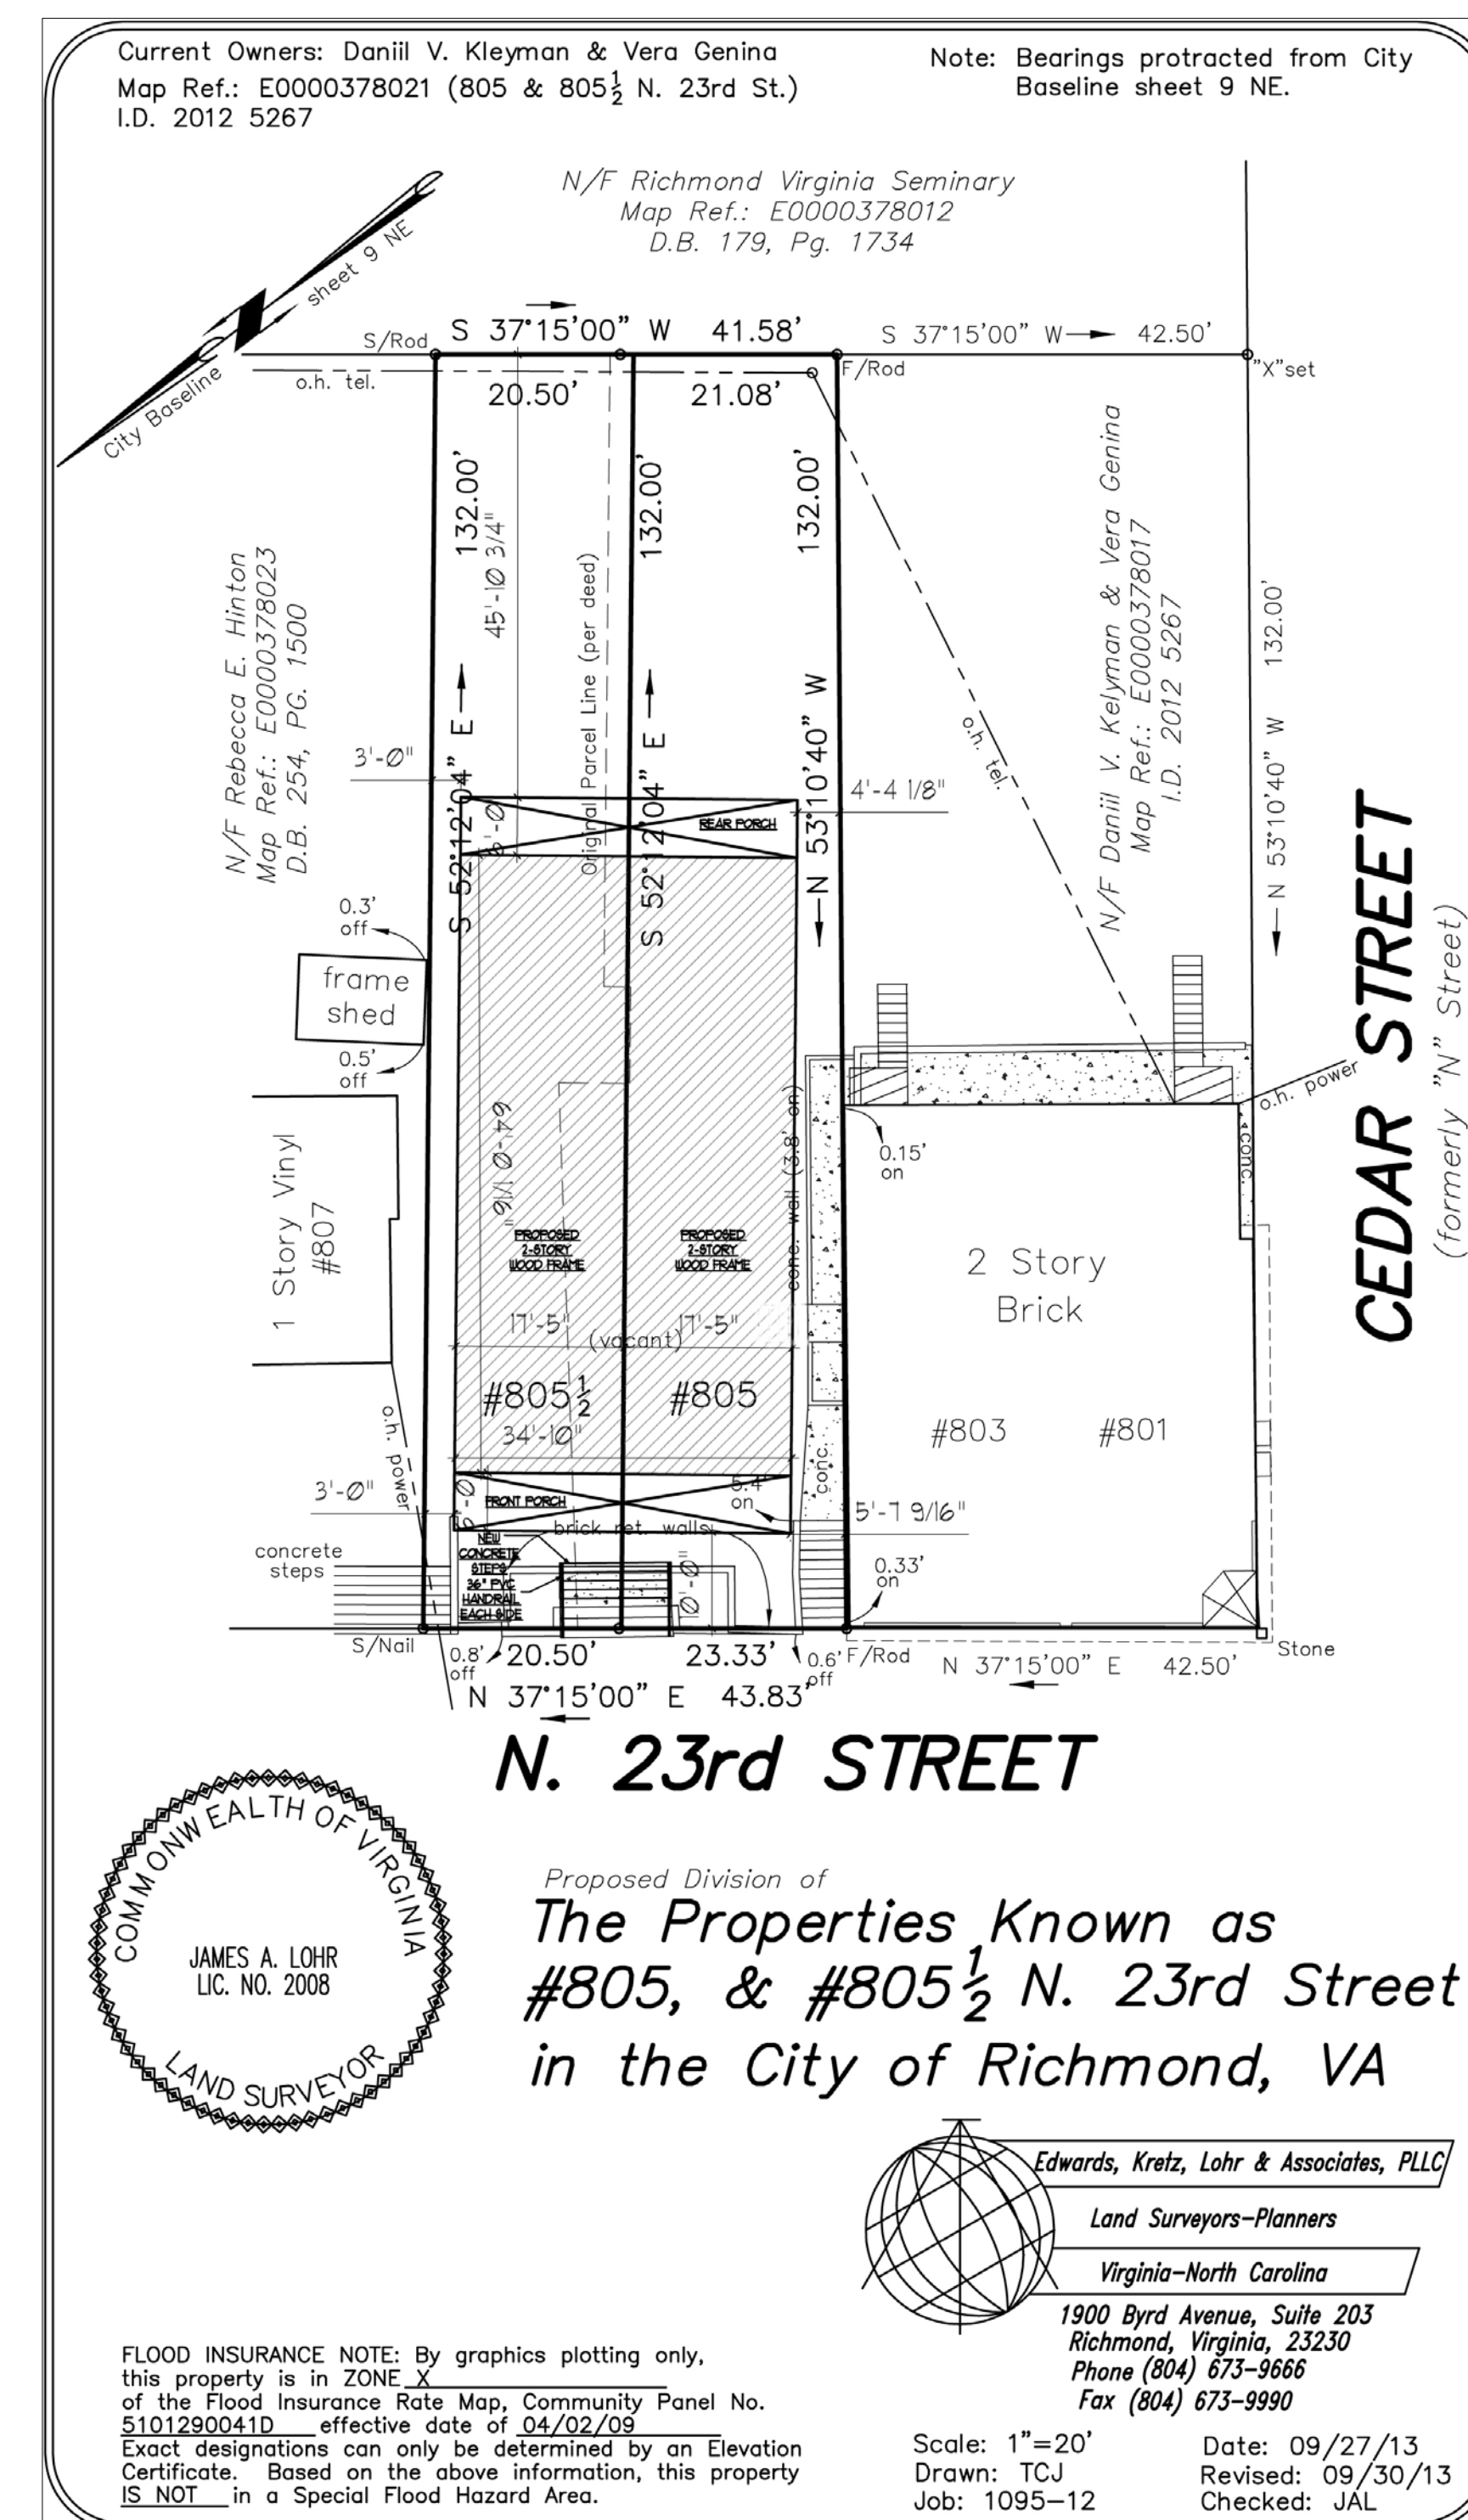 Current Owners: Daniil V. Kleyman & Vera Genina
Map Ref.: E0000378021 (805 & 805½ N. 23rd St.)
I.D. 2012 5267
Note: Bearings protracted from City
Baseline sheet 9 NE.
N/F Richmond Virginia Seminary
Map Ref.: E0000378012
D.B. 179, Pg. 1734
sheet 9 NE
City Baseline
S/Rod
S 37°15'00" W 41.58'
S 37°15'00" W 42.50'
F/Rod
"X"set
o.h. tel.
20.50'
21.08'
132.00'
132.00'
132.00'
45'-10 3/4"
Original Parcel Line (per deed)
S 52°12'04" E
S 52°12'04" E
N 53°10'40" W
N/F Rebecca E. Hinton
Map Ref.: E0000378023
D.B. 254, PG. 1500
N/F Daniil V. Kelyman & Vera Genina
Map Ref.: E0000378017
I.D. 2012 5267
N 53°10'40" W 132.00'
o.h. tel.
3'-0"
4'-4 1/8"
REAR PORCH
CEDAR STREET
(formerly "N" Street)
0.3'
off
frame
shed
0.5'
off
o.h. power
conc.
0.15'
on
1 Story Vinyl
#807
64'-0 1/16"
conc. wall (3.8' on)
PROPOSED
2-STORY
WOOD FRAME
PROPOSED
2-STORY
WOOD FRAME
2 Story
Brick
17'-5"
17'-5"
(vacant)
#805½
#805
34'-10"
#803
#801
o.h. power
conc.
3'-0"
FRONT PORCH
5.4'
on
5'-7 9/16"
brick ret. walls
concrete
steps
NEW
CONCRETE
STEPS
36" PVC
HANDRAIL
EACH SIDE
0.33'
on
S/Nail
0.8'
off
20.50'
23.33'
0.6'
off
F/Rod
N 37°15'00" E 42.50'
Stone
N 37°15'00" E 43.83'
N. 23rd STREET
COMMONWEALTH OF VIRGINIA
JAMES A. LOHR
LIC. NO. 2008
LAND SURVEYOR
Proposed Division of
The Properties Known as
#805, & #805½ N. 23rd Street
in the City of Richmond, VA
Edwards, Kretz, Lohr & Associates, PLLC
Land Surveyors-Planners
Virginia-North Carolina
1900 Byrd Avenue, Suite 203
Richmond, Virginia, 23230
Phone (804) 673-9666
Fax (804) 673-9990
FLOOD INSURANCE NOTE: By graphics plotting only,
this property is in ZONE X
of the Flood Insurance Rate Map, Community Panel No.
5101290041D effective date of 04/02/09
Exact designations can only be determined by an Elevation
Certificate. Based on the above information, this property
IS NOT in a Special Flood Hazard Area.
Scale: 1"=20'
Drawn: TCJ
Job: 1095-12
Date: 09/27/13
Revised: 09/30/13
Checked: JAL